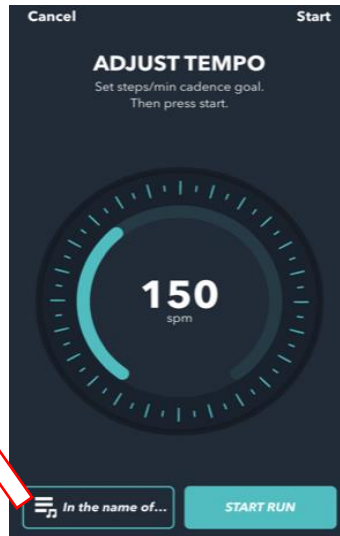 Cancel Start
ADJUST TEMPO
Set steps/min cadence goal.
Then press start.
150
spm
In the name of... START RUN